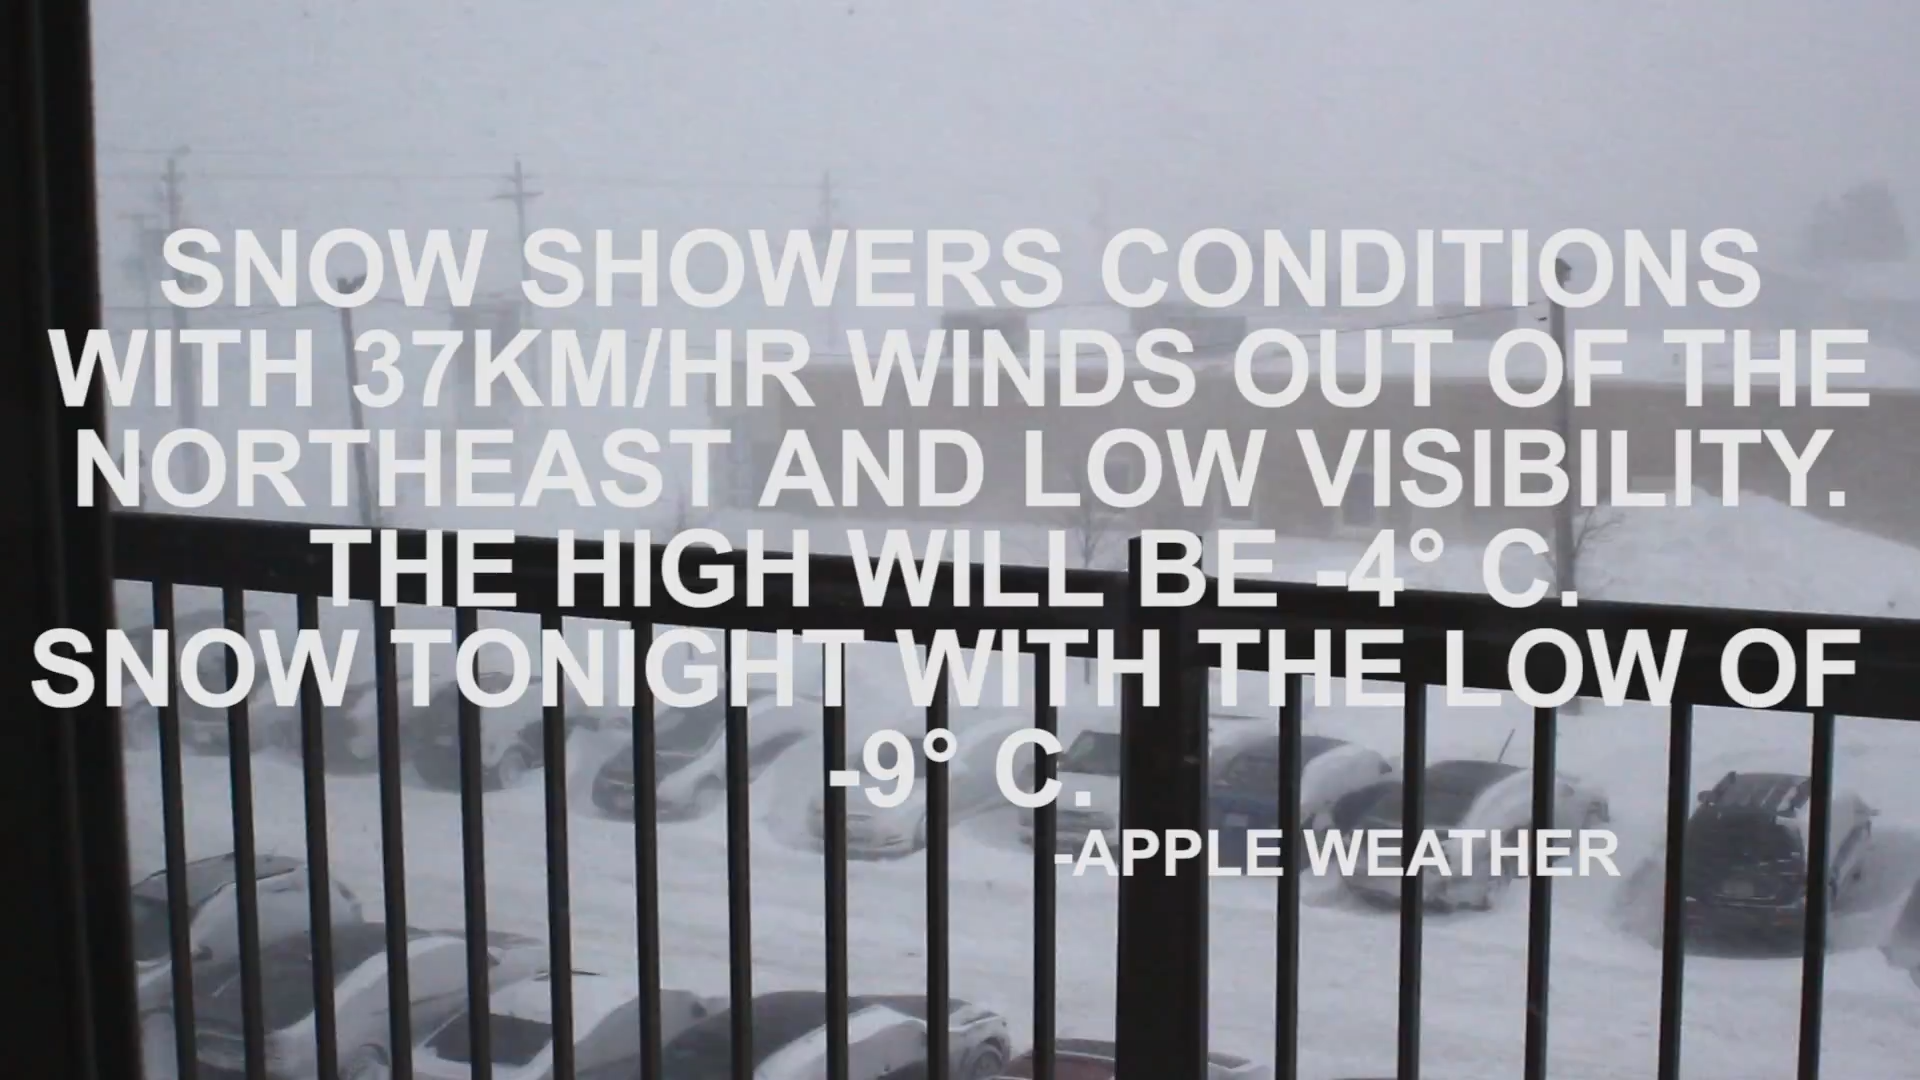 SNOW SHOWERS CONDITIONS
WITH 37KM/HR WINDS OUT OF THE
NORTHEAST AND LOW VISIBILITY.
THE HIGH WILL BE -4° C.
SNOW TONIGHT WITH THE LOW OF
-9° C.
-APPLE WEATHER